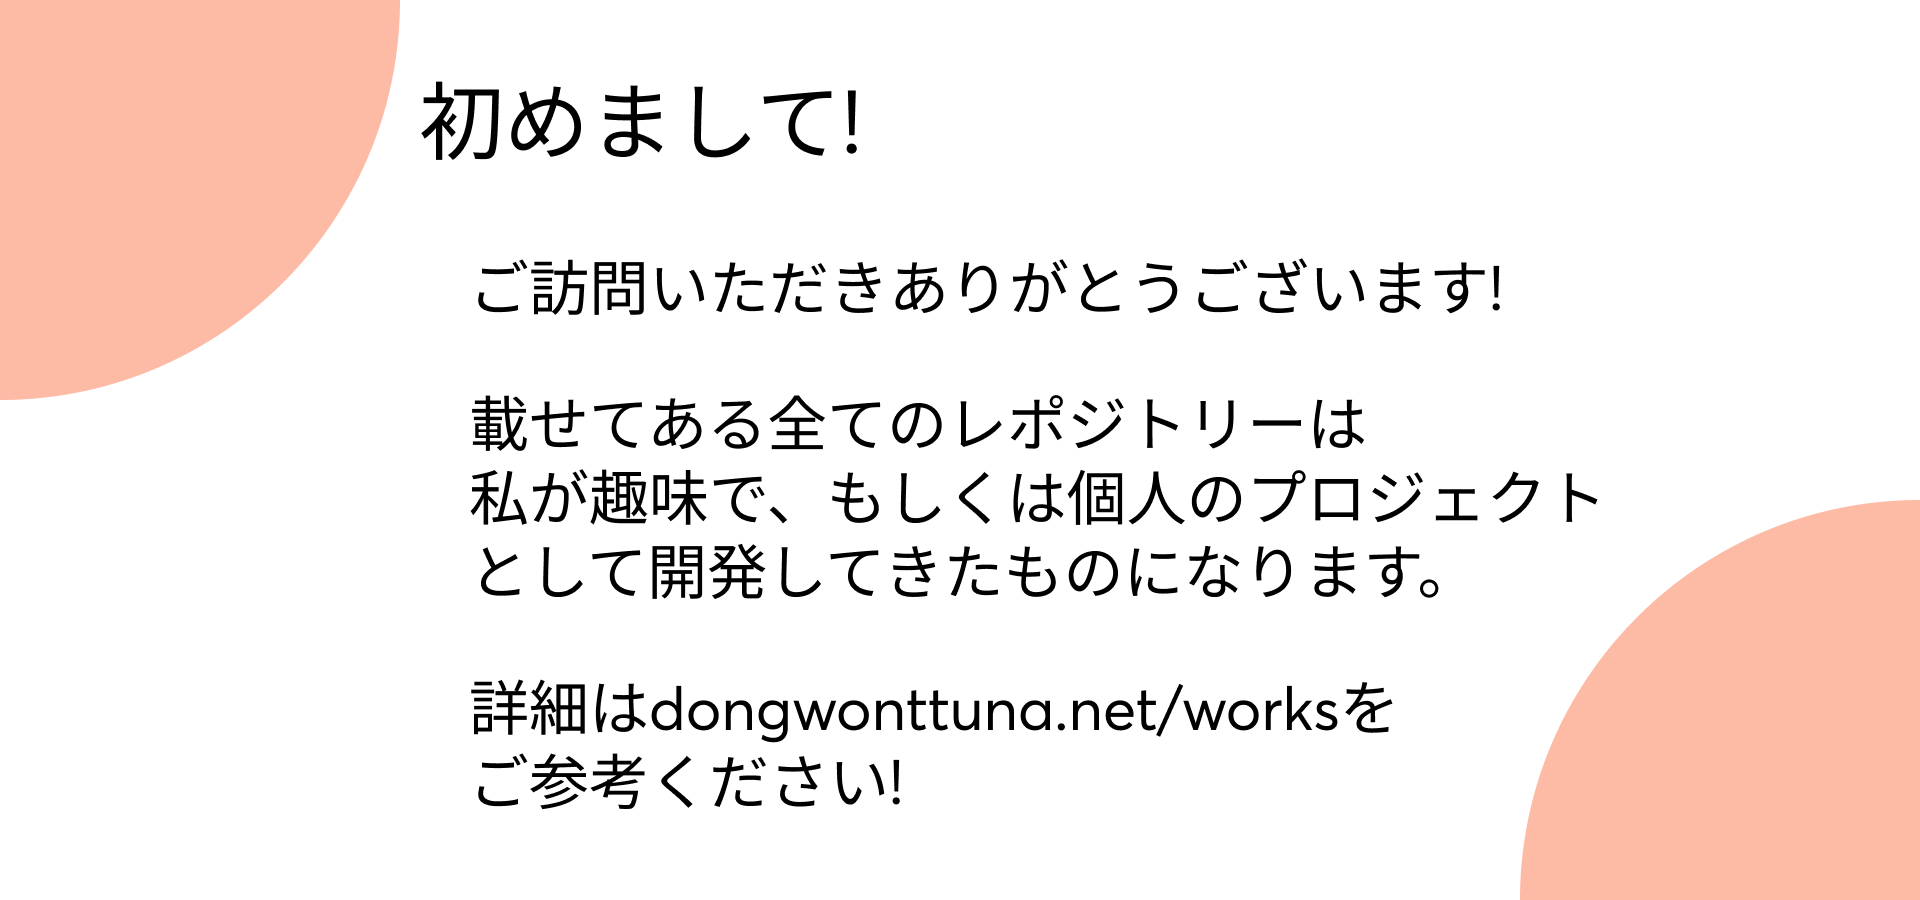 初めまして!
ご訪問いただきありがとうございます!
載せてある全てのレポジトリーは
私が趣味で、もしくは個人のプロジェクト
として開発してきたものになります。
詳細はdongwonttuna.net/worksを
ご参考ください!